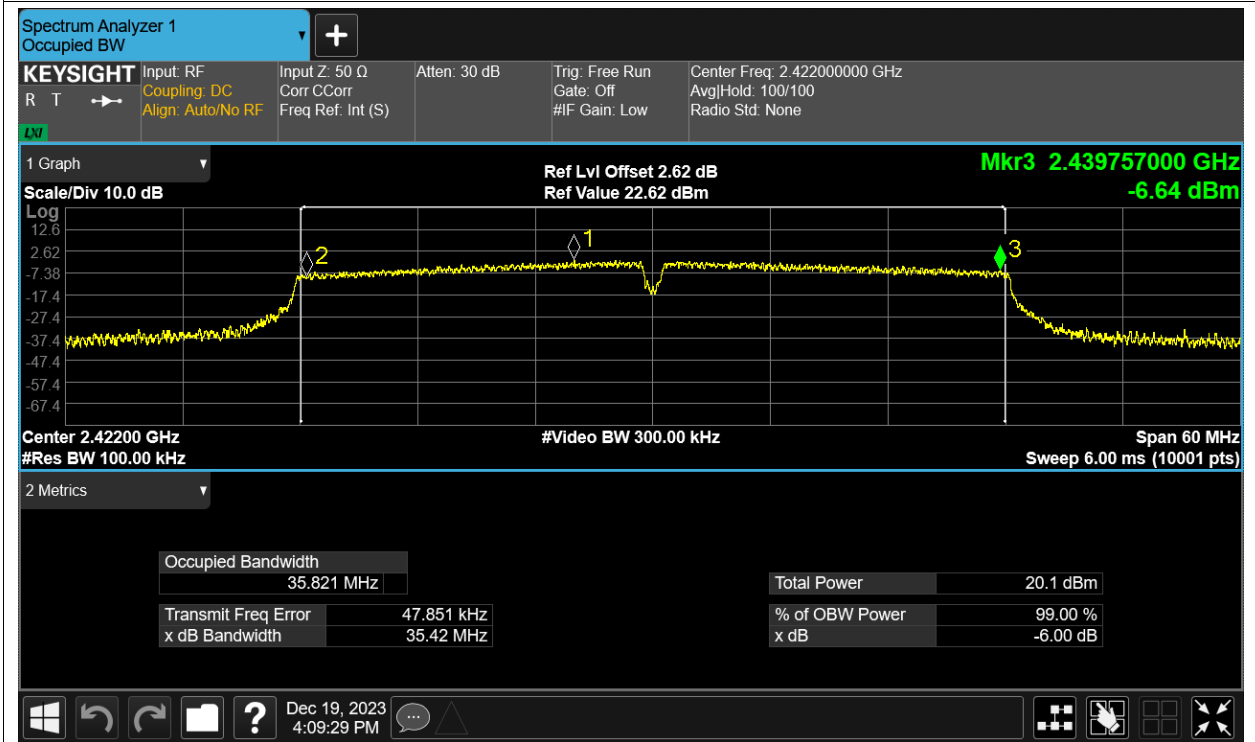 Spectrum Analyzer 1
Occupied BW
KEYSIGHT
R T
LXI
Input: RF
Coupling: DC
Align: Auto/No RF
Input Z: 50 Ω
Corr CCorr
Freq Ref: Int (S)
Atten: 30 dB
Trig: Free Run
Gate: Off
#IF Gain: Low
Center Freq: 2.422000000 GHz
Avg|Hold: 100/100
Radio Std: None
1 Graph
Scale/Div 10.0 dB
Ref Lvl Offset 2.62 dB
Ref Value 22.62 dBm
Mkr3 2.439757000 GHz
-6.64 dBm
Log
12.6
2.62
-7.38
-17.4
-27.4
-37.4
-47.4
-57.4
-67.4
2
1
3
Center 2.42200 GHz
#Video BW 300.00 kHz
Span 60 MHz
#Res BW 100.00 kHz
Sweep 6.00 ms (10001 pts)
2 Metrics
Occupied Bandwidth
35.821 MHz
Transmit Freq Error 47.851 kHz
x dB Bandwidth 35.42 MHz
Total Power 20.1 dBm
% of OBW Power 99.00 %
x dB -6.00 dB
?
Dec 19, 2023
4:09:29 PM